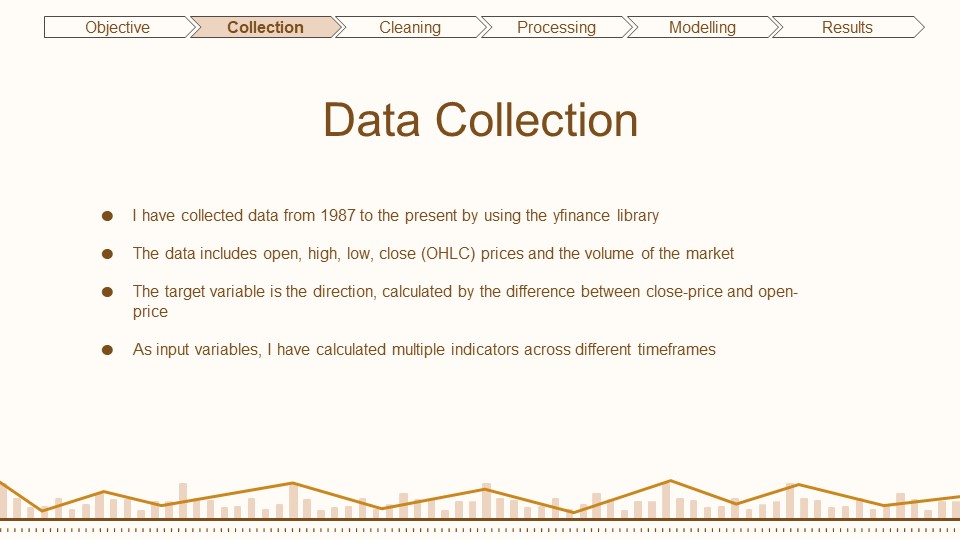 Objective
Collection
Cleaning
Processing
Modelling
Results
Data Collection
● I have collected data from 1987 to the present by using the yfinance library
● The data includes open, high, low, close (OHLC) prices and the volume of the market
● The target variable is the direction, calculated by the difference between close-price and open-
price
● As input variables, I have calculated multiple indicators across different timeframes